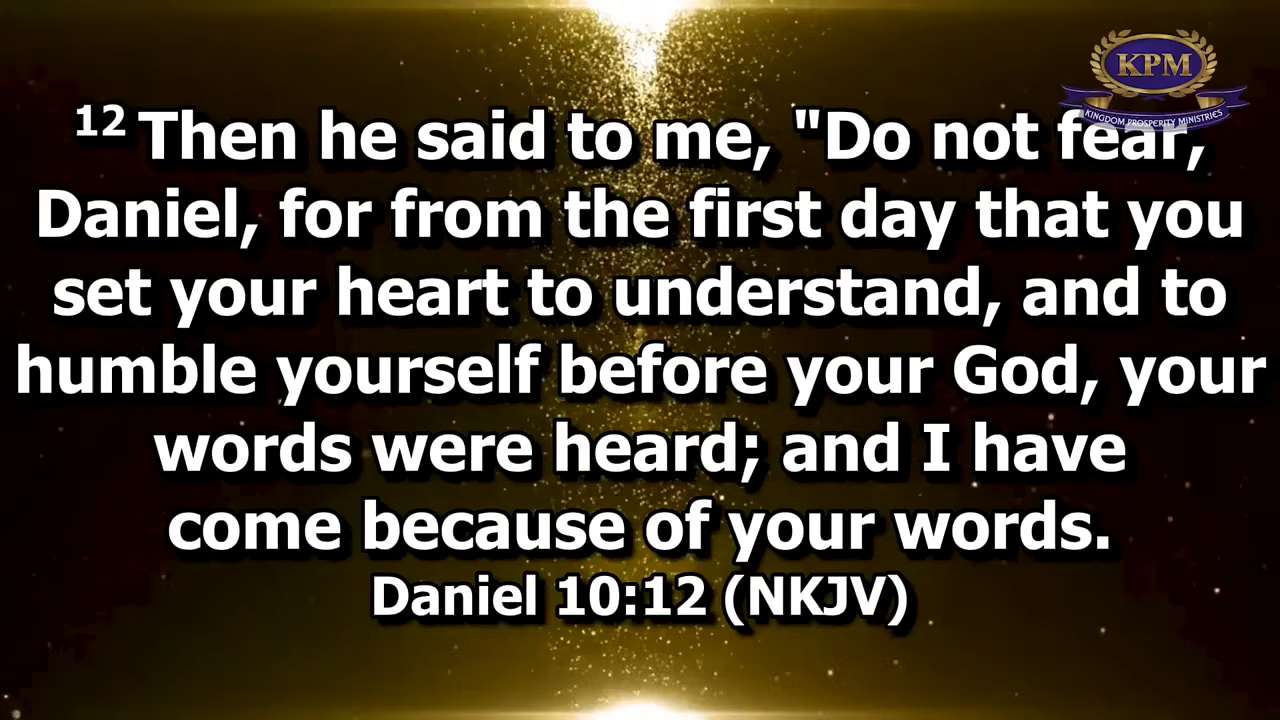 KPM
KINGDOM PROSPERITY MINISTRIES
12 Then he said to me, "Do not fear,
Daniel, for from the first day that you
set your heart to understand, and to
humble yourself before your God, your
words were heard; and I have
come because of your words.
Daniel 10:12 (NKJV)